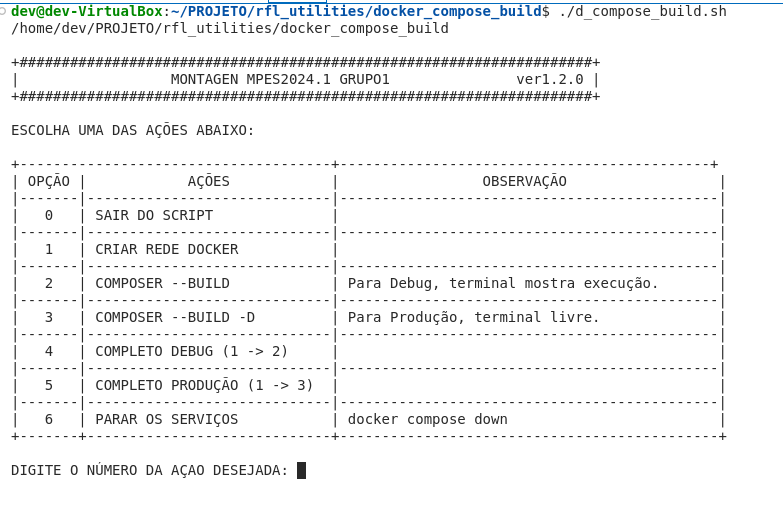 dev@dev-VirtualBox:~/PROJETO/rfl_utilities/docker_compose_build$ ./d_compose_build.sh
/home/dev/PROJETO/rfl_utilities/docker_compose_build
+####################################################################+
|                  MONTAGEN MPES2024.1 GRUPO1               ver1.2.0 |
+####################################################################+
ESCOLHA UMA DAS AÇÕES ABAIXO:
+-------------------------------------+--------------------------------------------+
| OPÇÃO |            AÇÕES            |                 OBSERVAÇÃO                  |
|-------|-----------------------------|---------------------------------------------|
|   0   | SAIR DO SCRIPT              |                                             |
|-------|-----------------------------|---------------------------------------------|
|   1   | CRIAR REDE DOCKER           |                                             |
|-------|-----------------------------|---------------------------------------------|
|   2   | COMPOSER --BUILD            | Para Debug, terminal mostra execução.       |
|-------|-----------------------------|---------------------------------------------|
|   3   | COMPOSER --BUILD -D         | Para Produção, terminal livre.              |
|-------|-----------------------------|---------------------------------------------|
|   4   | COMPLETO DEBUG (1 -> 2)     |                                             |
|-------|-----------------------------|---------------------------------------------|
|   5   | COMPLETO PRODUÇÃO (1 -> 3)  |                                             |
|-------|-----------------------------|---------------------------------------------|
|   6   | PARAR OS SERVIÇOS           | docker compose down                         |
+-------+-----------------------------+---------------------------------------------+
DIGITE O NÚMERO DA AÇAO DESEJADA: